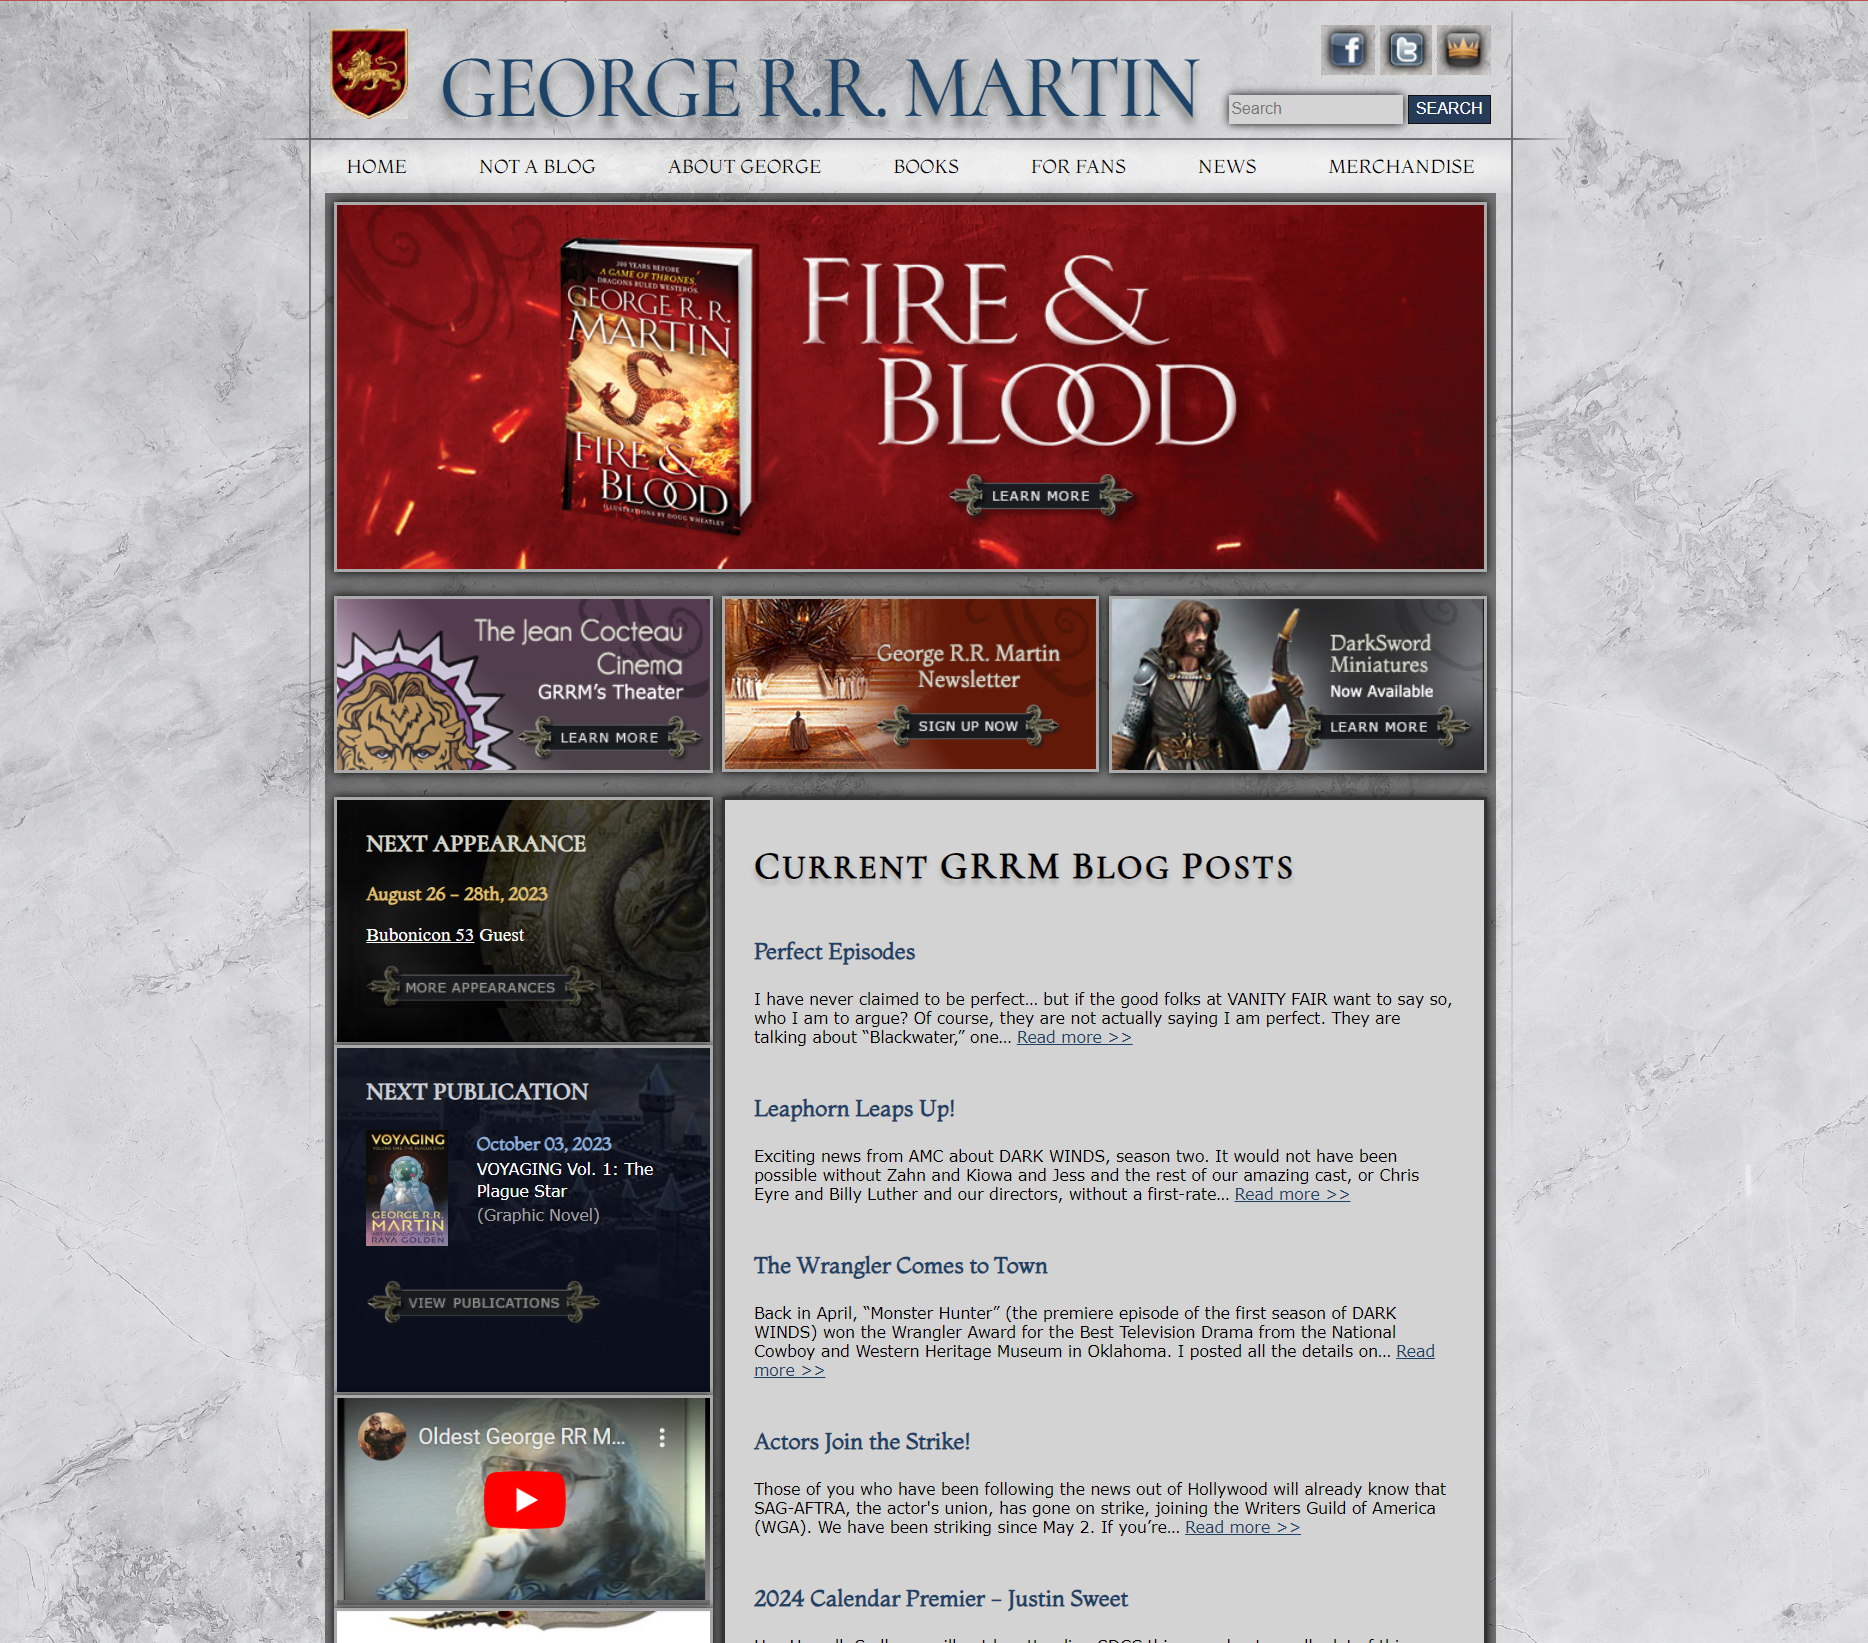 GEORGE R.R. MARTIN
Search
SEARCH
HOME
NOT A BLOG
ABOUT GEORGE
BOOKS
FOR FANS
NEWS
MERCHANDISE
300 YEARS BEFORE
A GAME OF THRONES,
DRAGONS RULED WESTEROS.
GEORGE R. R.
MARTIN
FIRE &
BLOOD
ILLUSTRATIONS BY DOUG WHEATLEY
FIRE &
BLOOD
LEARN MORE
The Jean Cocteau
Cinema
GRRM's Theater
LEARN MORE
George R.R. Martin
Newsletter
SIGN UP NOW
DarkSword
Miniatures
Now Available
LEARN MORE
NEXT APPEARANCE
August 26 – 28th, 2023
Bubonicon 53 Guest
MORE APPEARANCES
NEXT PUBLICATION
VOYAGING
VOLUME ONE: THE PLAGUE STAR
GEORGE R.R.
MARTIN
ART AND ADAPTATION BY
RAYA GOLDEN
October 03, 2023
VOYAGING Vol. 1: The
Plague Star
(Graphic Novel)
VIEW PUBLICATIONS
Oldest George RR M...
CURRENT GRRM BLOG POSTS
Perfect Episodes
I have never claimed to be perfect... but if the good folks at VANITY FAIR want to say so,
who I am to argue? Of course, they are not actually saying I am perfect. They are
talking about “Blackwater,” one... Read more >>
Leaphorn Leaps Up!
Exciting news from AMC about DARK WINDS, season two. It would not have been
possible without Zahn and Kiowa and Jess and the rest of our amazing cast, or Chris
Eyre and Billy Luther and our directors, without a first-rate... Read more >>
The Wrangler Comes to Town
Back in April, “Monster Hunter” (the premiere episode of the first season of DARK
WINDS) won the Wrangler Award for the Best Television Drama from the National
Cowboy and Western Heritage Museum in Oklahoma. I posted all the details on... Read
more >>
Actors Join the Strike!
Those of you who have been following the news out of Hollywood will already know that
SAG-AFTRA, the actor's union, has gone on strike, joining the Writers Guild of America
(WGA). We have been striking since May 2. If you’re... Read more >>
2024 Calendar Premier – Justin Sweet